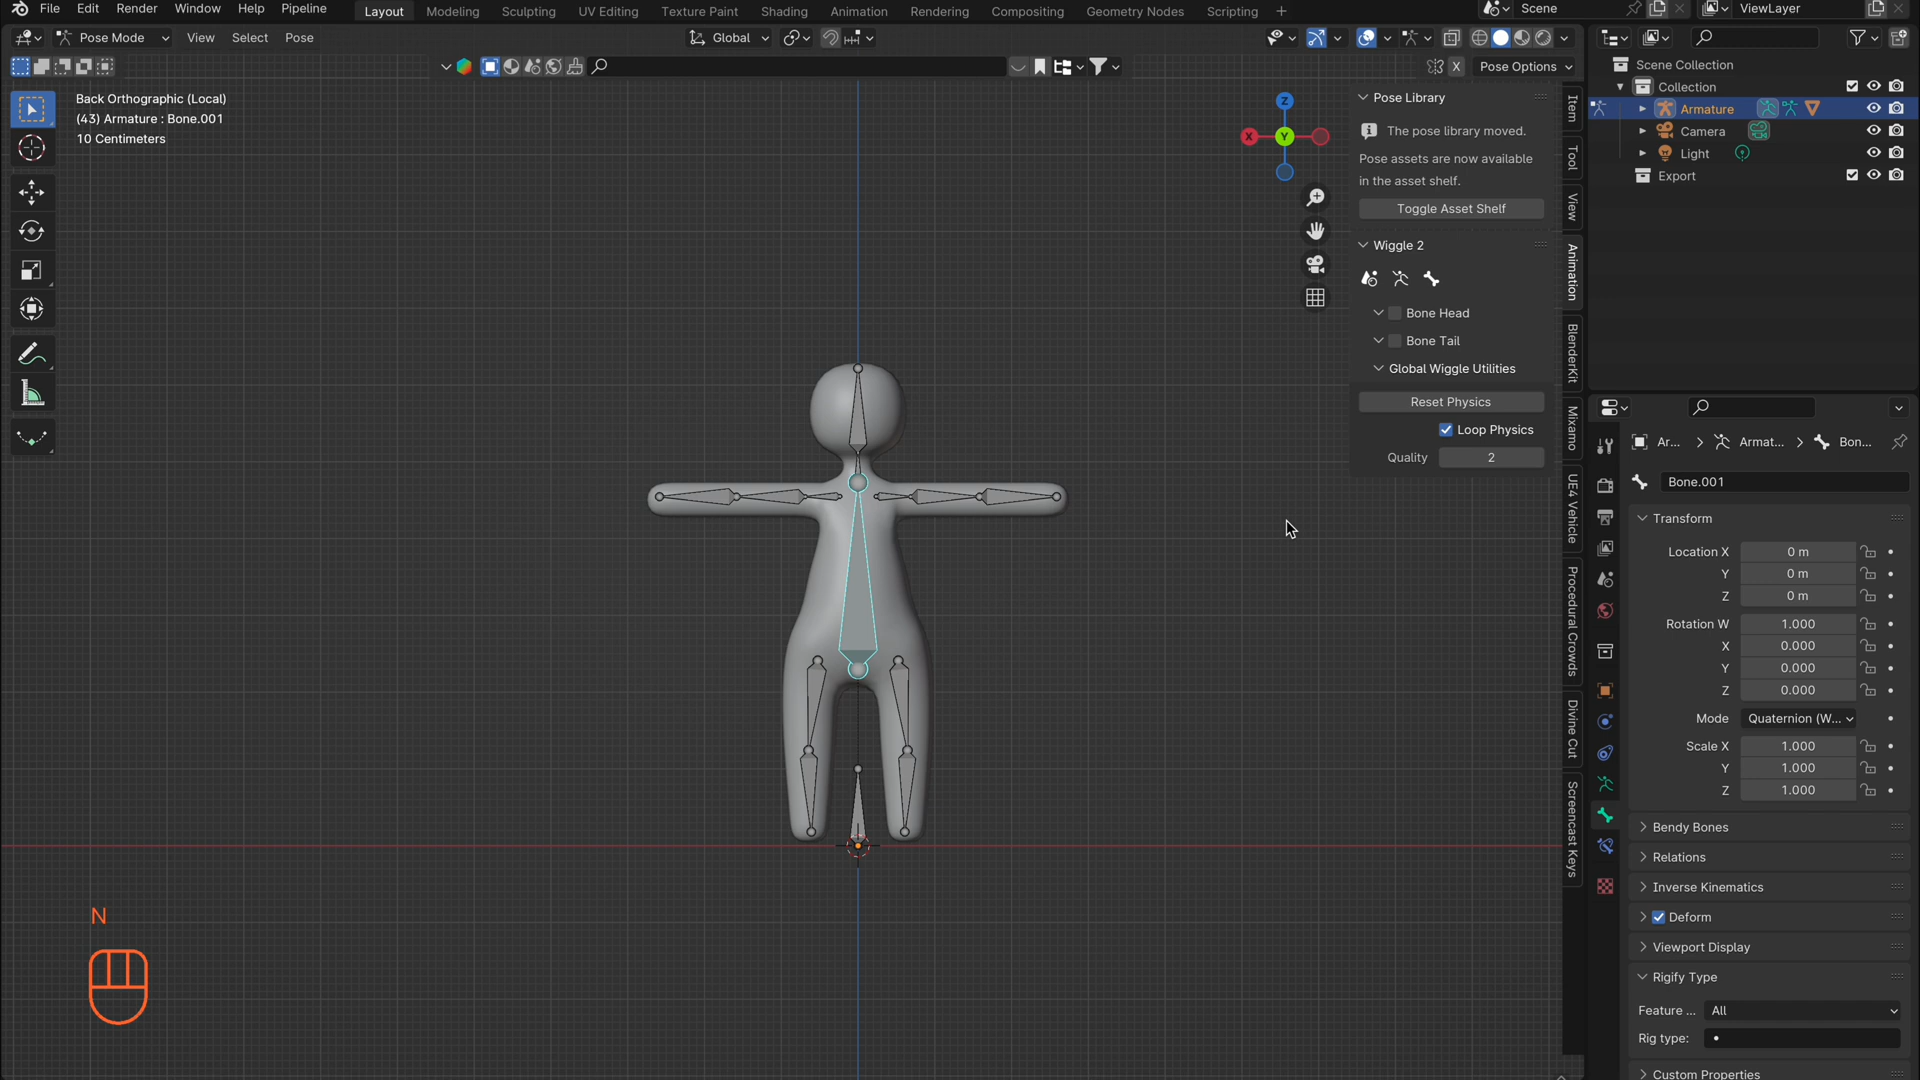 File Edit Render Window Help Pipeline
Layout Modeling Sculpting UV Editing Texture Paint Shading Animation Rendering Compositing Geometry Nodes Scripting +
Scene ViewLayer
Pose Mode View Select Pose
Global
Pose Options
Back Orthographic (Local)
(43) Armature : Bone.001
10 Centimeters
Z
X
Y
X
Pose Library
The pose library moved.
Pose assets are now available
in the asset shelf.
Toggle Asset Shelf
Wiggle 2
Bone Head
Bone Tail
Global Wiggle Utilities
Reset Physics
Loop Physics
Quality 2
Item
Tool
View
Animation
BlenderKit
Mixamo
UE4 Vehicle
Procedural Crowds
Divine Cut
Screencast Keys
Scene Collection
Collection
Armature
Camera
Light
Export
Ar... Armat... Bon...
Bone.001
Transform
Location X 0 m
Y 0 m
Z 0 m
Rotation W 1.000
X 0.000
Y 0.000
Z 0.000
Mode Quaternion (W...
Scale X 1.000
Y 1.000
Z 1.000
Bendy Bones
Relations
Inverse Kinematics
Deform
Viewport Display
Rigify Type
Feature ... All
Rig type: •
Custom Properties
N